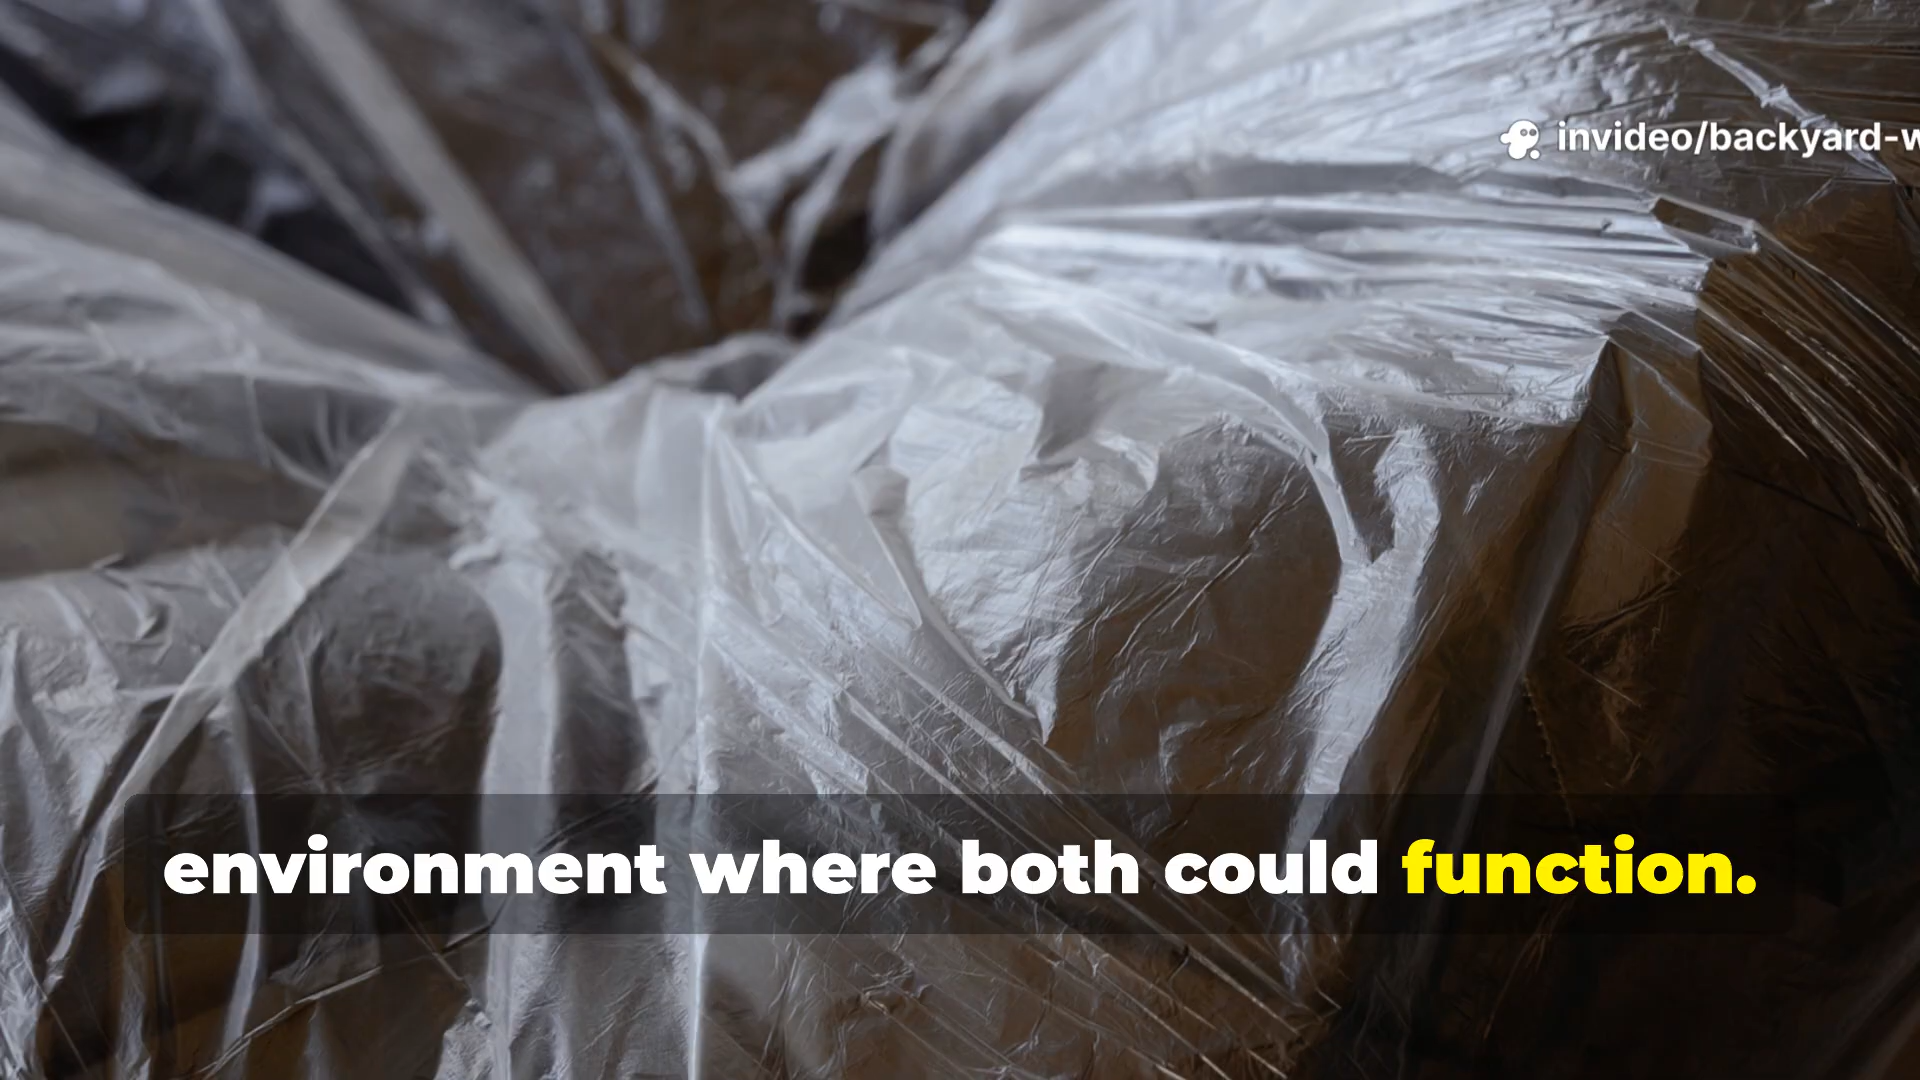 invideo/backyard-w
environment where both could function.